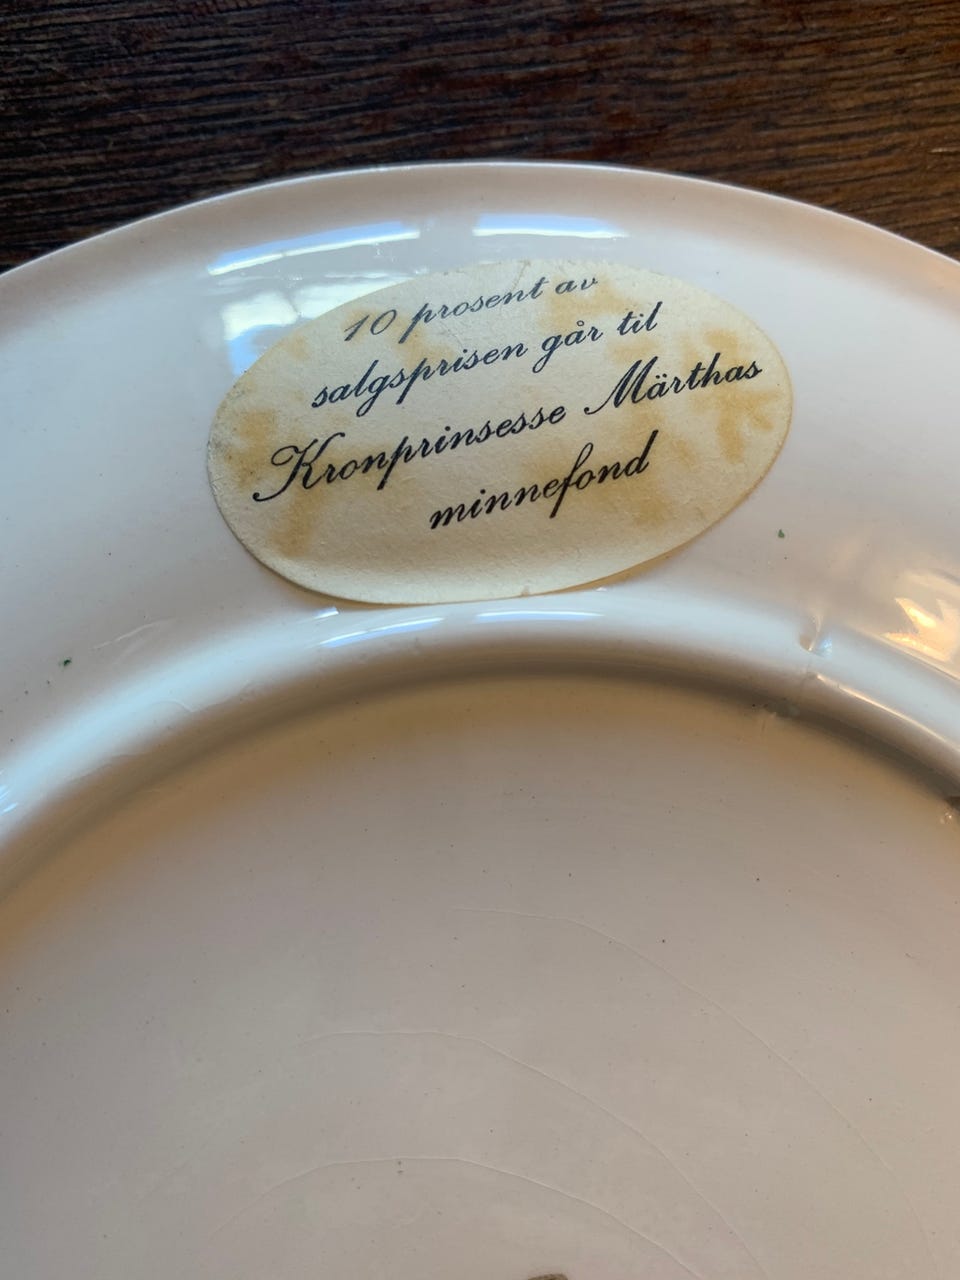 10 prosent av
salgsprisen går til
Kronprinsesse Märthas
minnefond